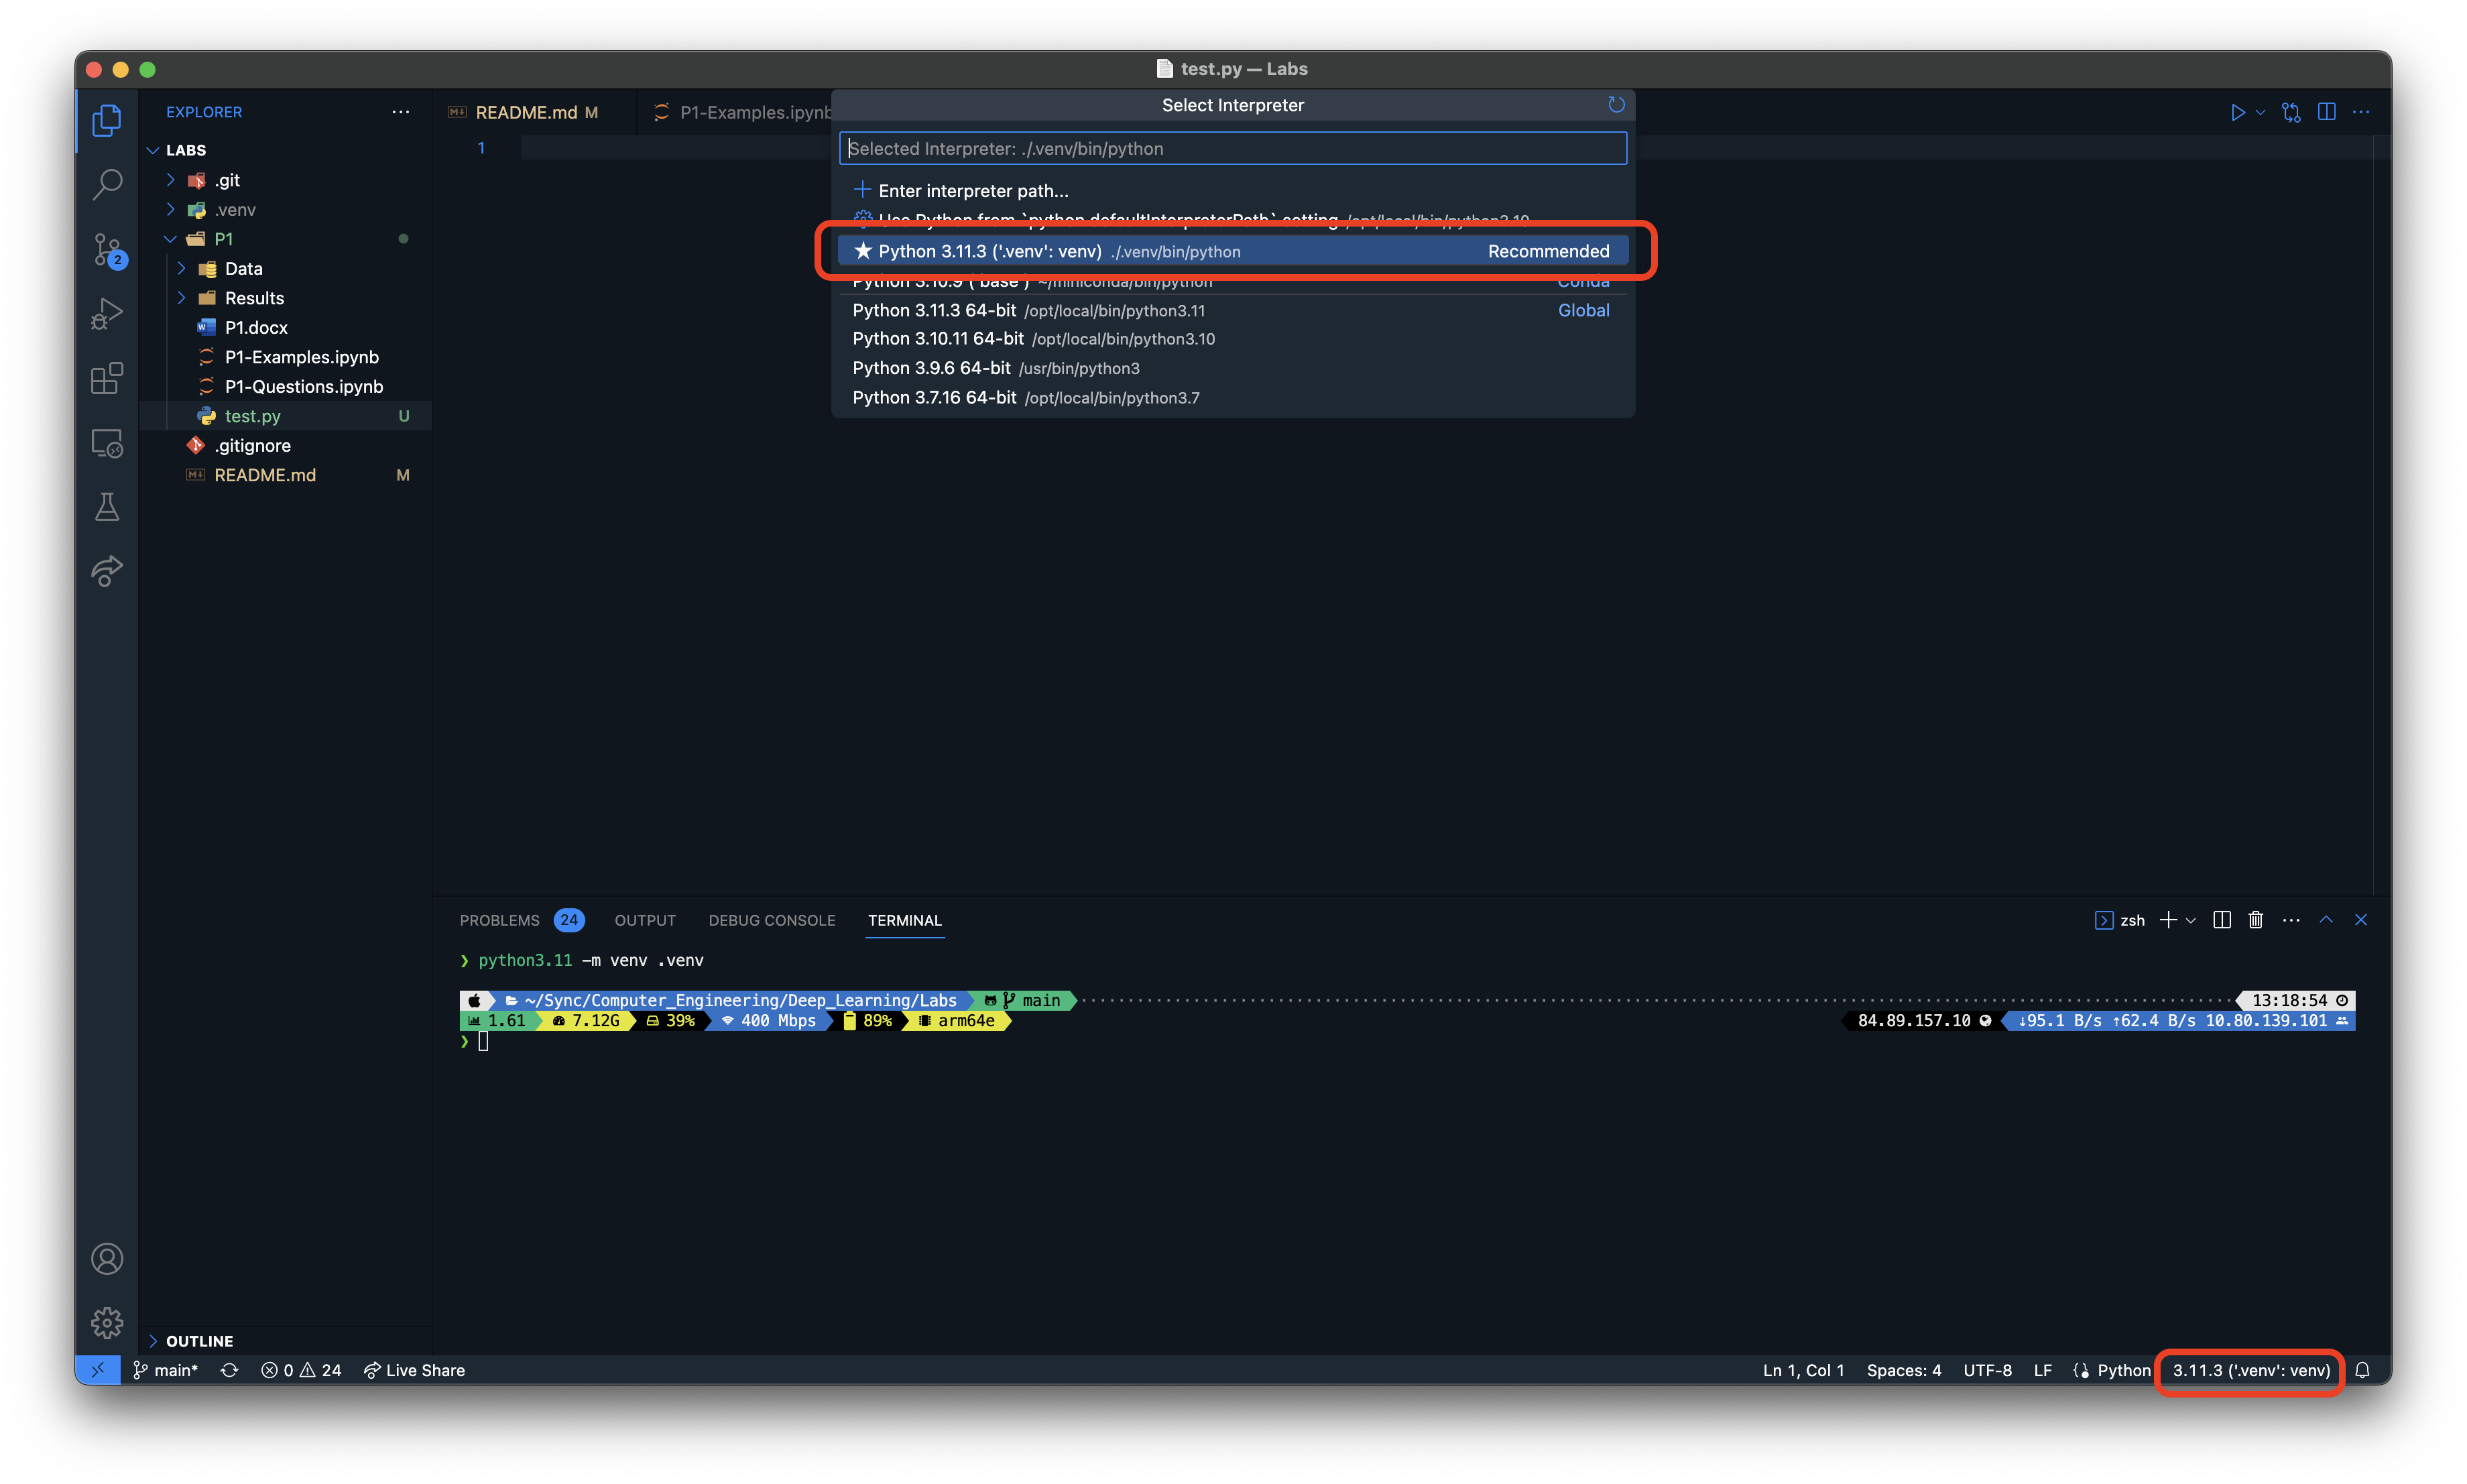 test.py — Labs
EXPLORER
README.md M
P1-Examples.ipynb
Select Interpreter
Selected Interpreter: ./.venv/bin/python
Enter interpreter path...
Use Python from `python.defaultInterpreterPath` setting /opt/local/bin/python3.10
★ Python 3.11.3 ('.venv': venv) ./.venv/bin/python Recommended
Python 3.10.9 ('base') ~/miniconda/bin/python Conda
Python 3.11.3 64-bit /opt/local/bin/python3.11 Global
Python 3.10.11 64-bit /opt/local/bin/python3.10
Python 3.9.6 64-bit /usr/bin/python3
Python 3.7.16 64-bit /opt/local/bin/python3.7
1
LABS
.git
.venv
P1
Data
Results
P1.docx
P1-Examples.ipynb
P1-Questions.ipynb
test.py U
.gitignore
README.md M
2
OUTLINE
PROBLEMS 24 OUTPUT DEBUG CONSOLE TERMINAL
zsh
❯ python3.11 -m venv .venv
~/Sync/Computer_Engineering/Deep_Learning/Labs main 13:18:54
1.61 7.12G 39% 400 Mbps 89% arm64e 84.89.157.10 ↓95.1 B/s ↑62.4 B/s 10.80.139.101
❯
main* 0 24 Live Share
Ln 1, Col 1 Spaces: 4 UTF-8 LF Python 3.11.3 ('.venv': venv)